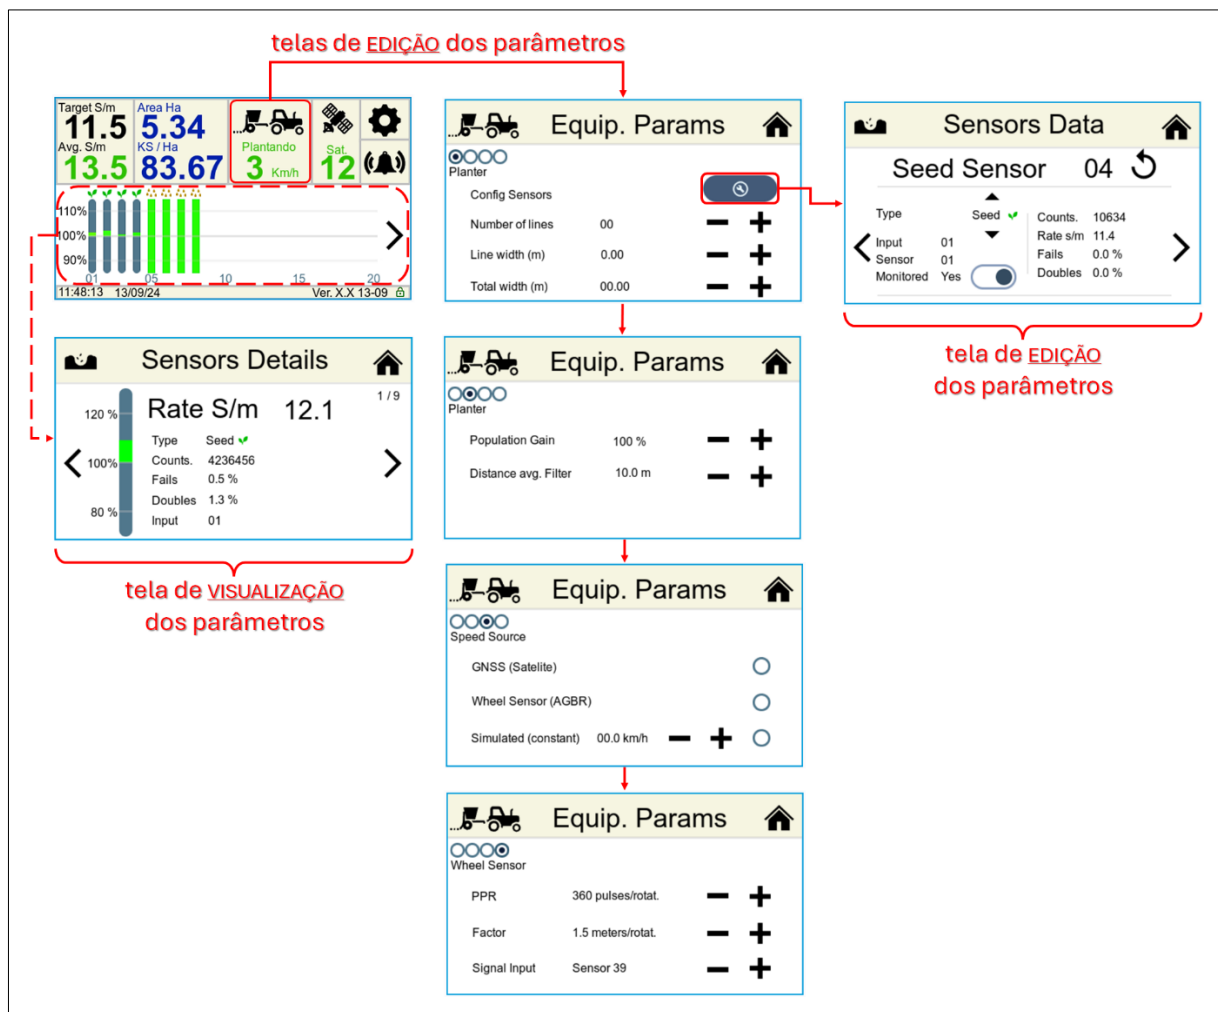 telas de EDIÇÃO dos parâmetros
Target S/m
11.5
Avg. S/m
13.5
Area Ha
5.34
KS / Ha
83.67
Plantando
3 Km/h
Sat.
12
110%
100%
90%
01 05 10 15 20
11:48:13 13/09/24 Ver. X.X 13-09
Equip. Params
Planter
Config Sensors
Number of lines 00
Line width (m) 0.00
Total width (m) 00.00
Sensors Data
Seed Sensor 04
Type Seed
Input 01
Sensor 01
Monitored Yes
Counts. 10634
Rate s/m 11.4
Fails 0.0 %
Doubles 0.0 %
tela de EDIÇÃO
dos parâmetros
Sensors Details
1 / 9
Rate S/m 12.1
120 %
100%
80 %
Type Seed
Counts. 4236456
Fails 0.5 %
Doubles 1.3 %
Input 01
tela de VISUALIZAÇÃO
dos parâmetros
Equip. Params
Planter
Population Gain 100 %
Distance avg. Filter 10.0 m
Equip. Params
Speed Source
GNSS (Satelite)
Wheel Sensor (AGBR)
Simulated (constant) 00.0 km/h
Equip. Params
Wheel Sensor
PPR 360 pulses/rotat.
Factor 1.5 meters/rotat.
Signal Input Sensor 39